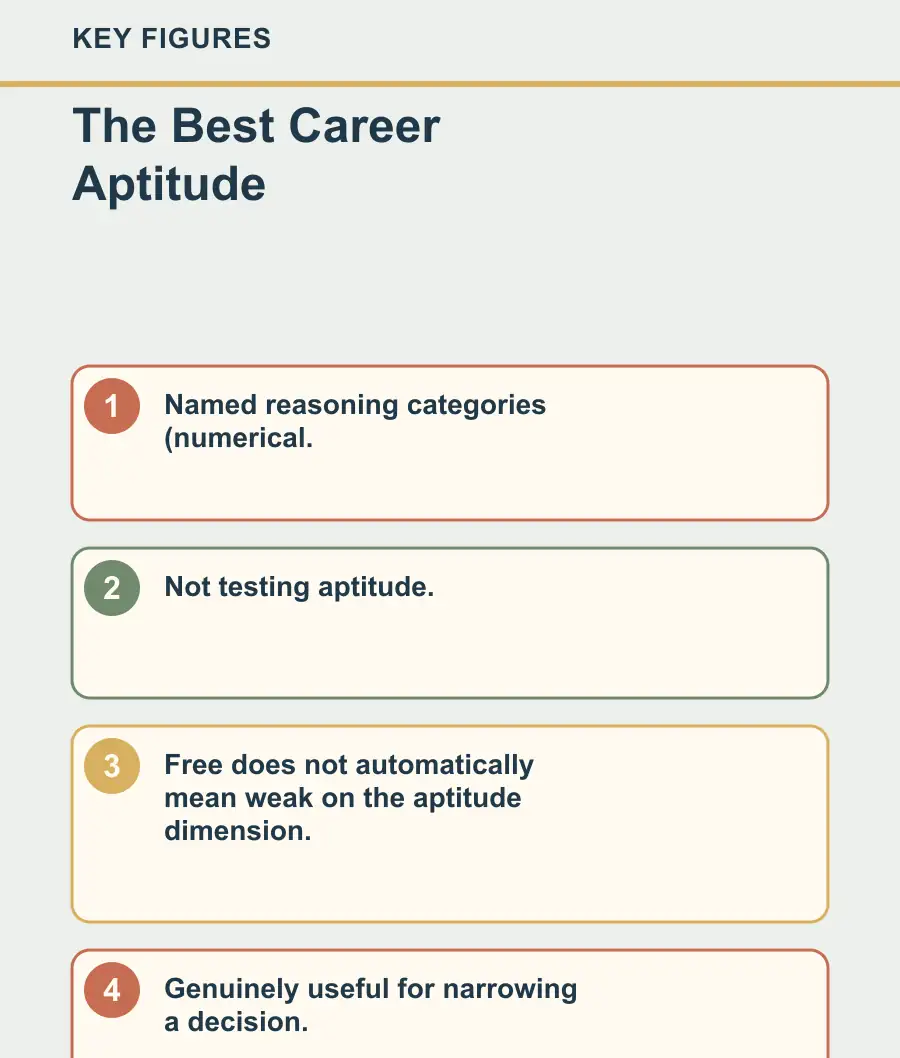 KEY FIGURES
The Best Career
Aptitude
1
Named reasoning categories
(numerical.
2
Not testing aptitude.
3
Free does not automatically
mean weak on the aptitude
dimension.
4
Genuinely useful for narrowing
a decision.